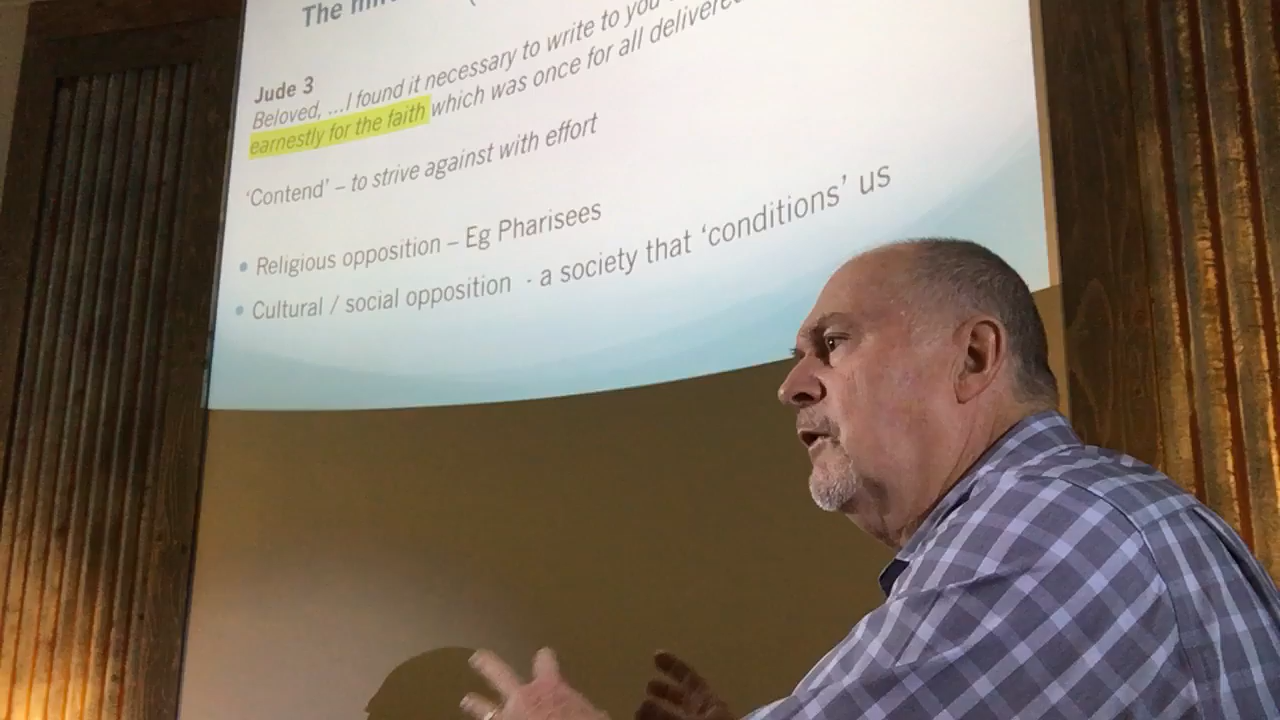 The
Jude 3
Beloved, ...I found it necessary to write to you
earnestly for the faith which was once for all delivered
'Contend' – to strive against with effort
• Religious opposition – Eg Pharisees
• Cultural / social opposition - a society that 'conditions' us